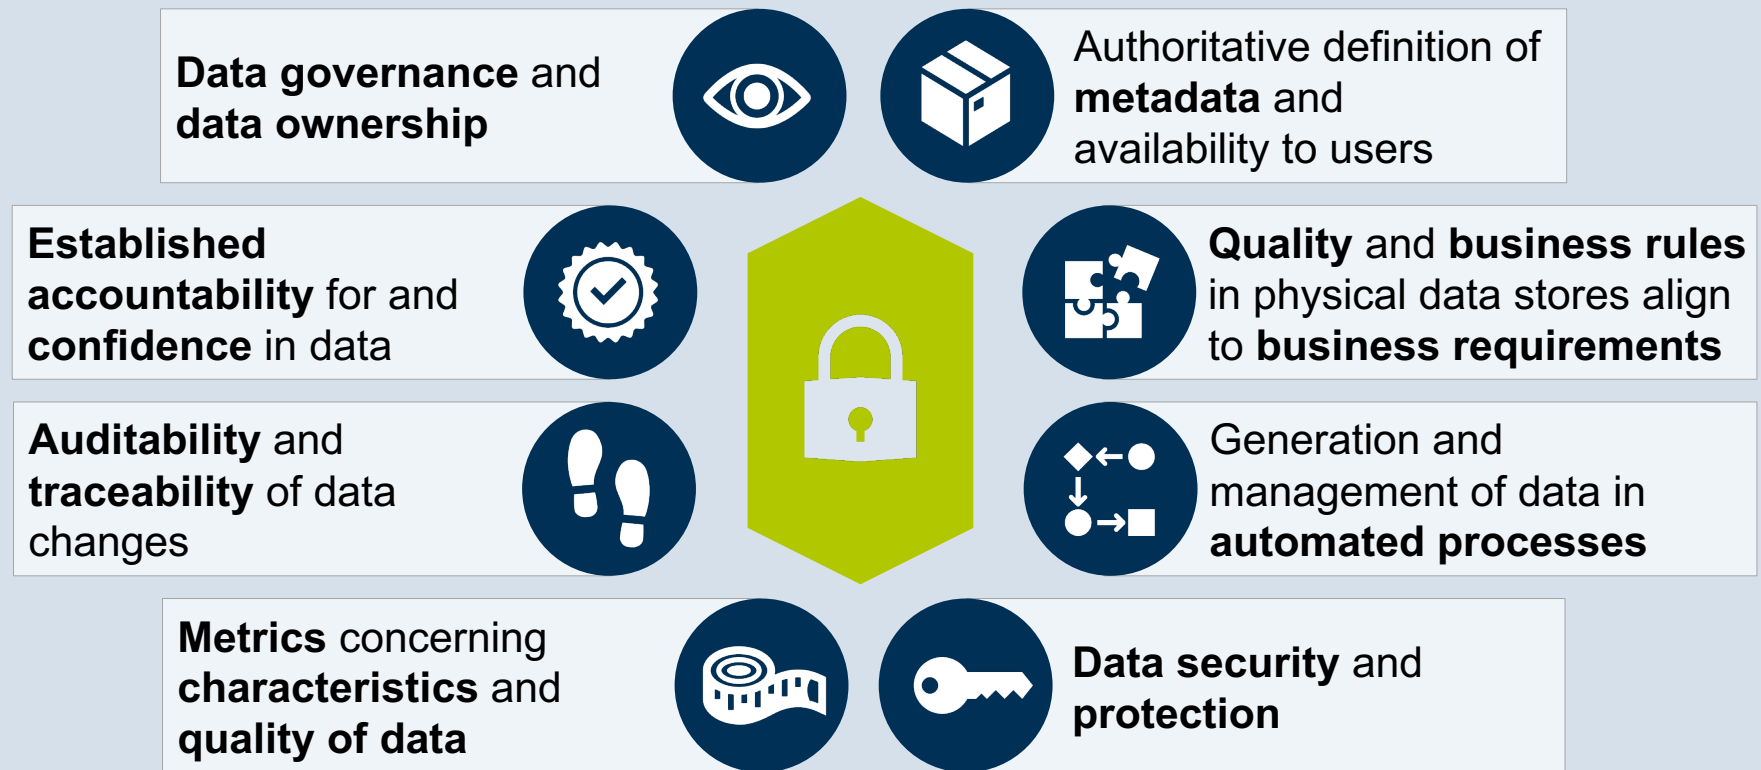 Data governance and
data ownership
Authoritative definition of
metadata and
availability to users
Established
accountability for and
confidence in data
Quality and business rules
in physical data stores align
to business requirements
Auditability and
traceability of data
changes
Generation and
management of data in
automated processes
Metrics concerning
characteristics and
quality of data
Data security and
protection